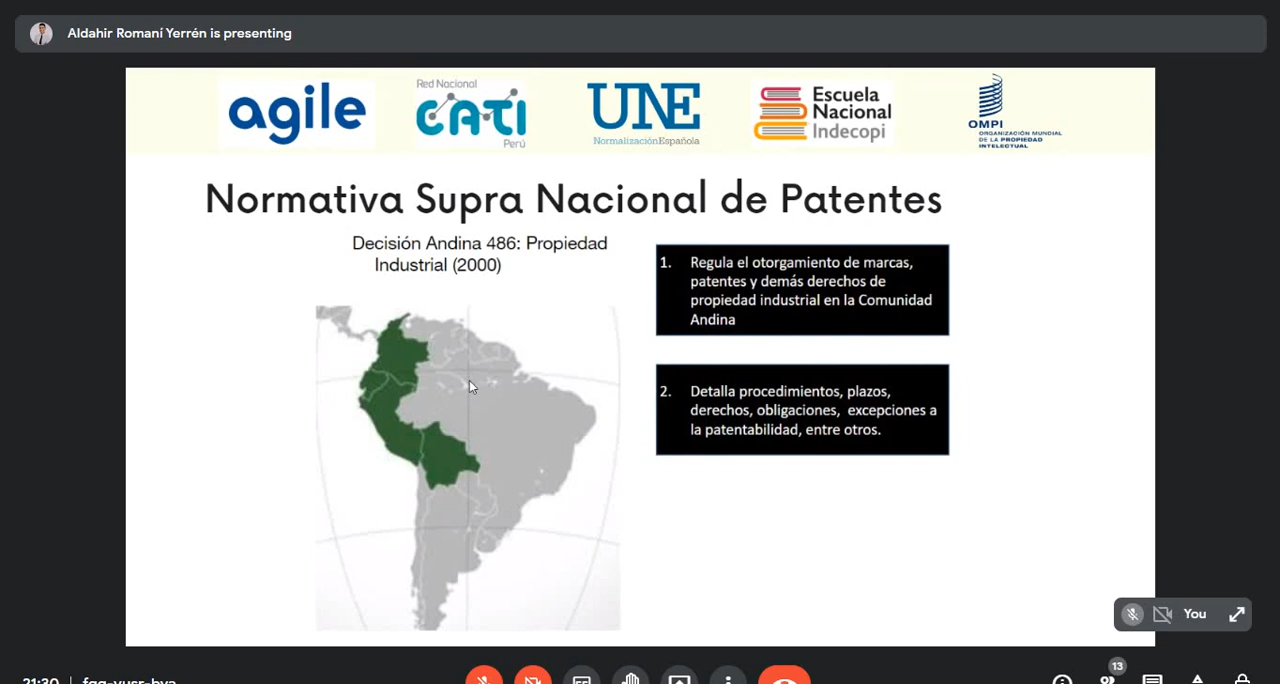 Aldahir Romaní Yerrén is presenting
agile
Red Nacional
CATI
Perú
UNE
NormalizaciónEspañola
Escuela
Nacional
Indecopi
OMPI
ORGANIZACIÓN MUNDIAL
DE LA PROPIEDAD
INTELECTUAL
Normativa Supra Nacional de Patentes
Decisión Andina 486: Propiedad
Industrial (2000)
1. Regula el otorgamiento de marcas,
patentes y demás derechos de
propiedad industrial en la Comunidad
Andina
2. Detalla procedimientos, plazos,
derechos, obligaciones, excepciones a
la patentabilidad, entre otros.
You
13
21:30